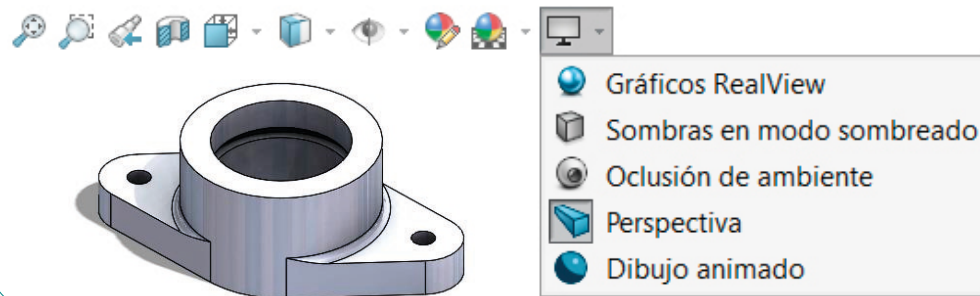 Gráficos RealView
Sombras en modo sombreado
Oclusión de ambiente
Perspectiva
Dibujo animado